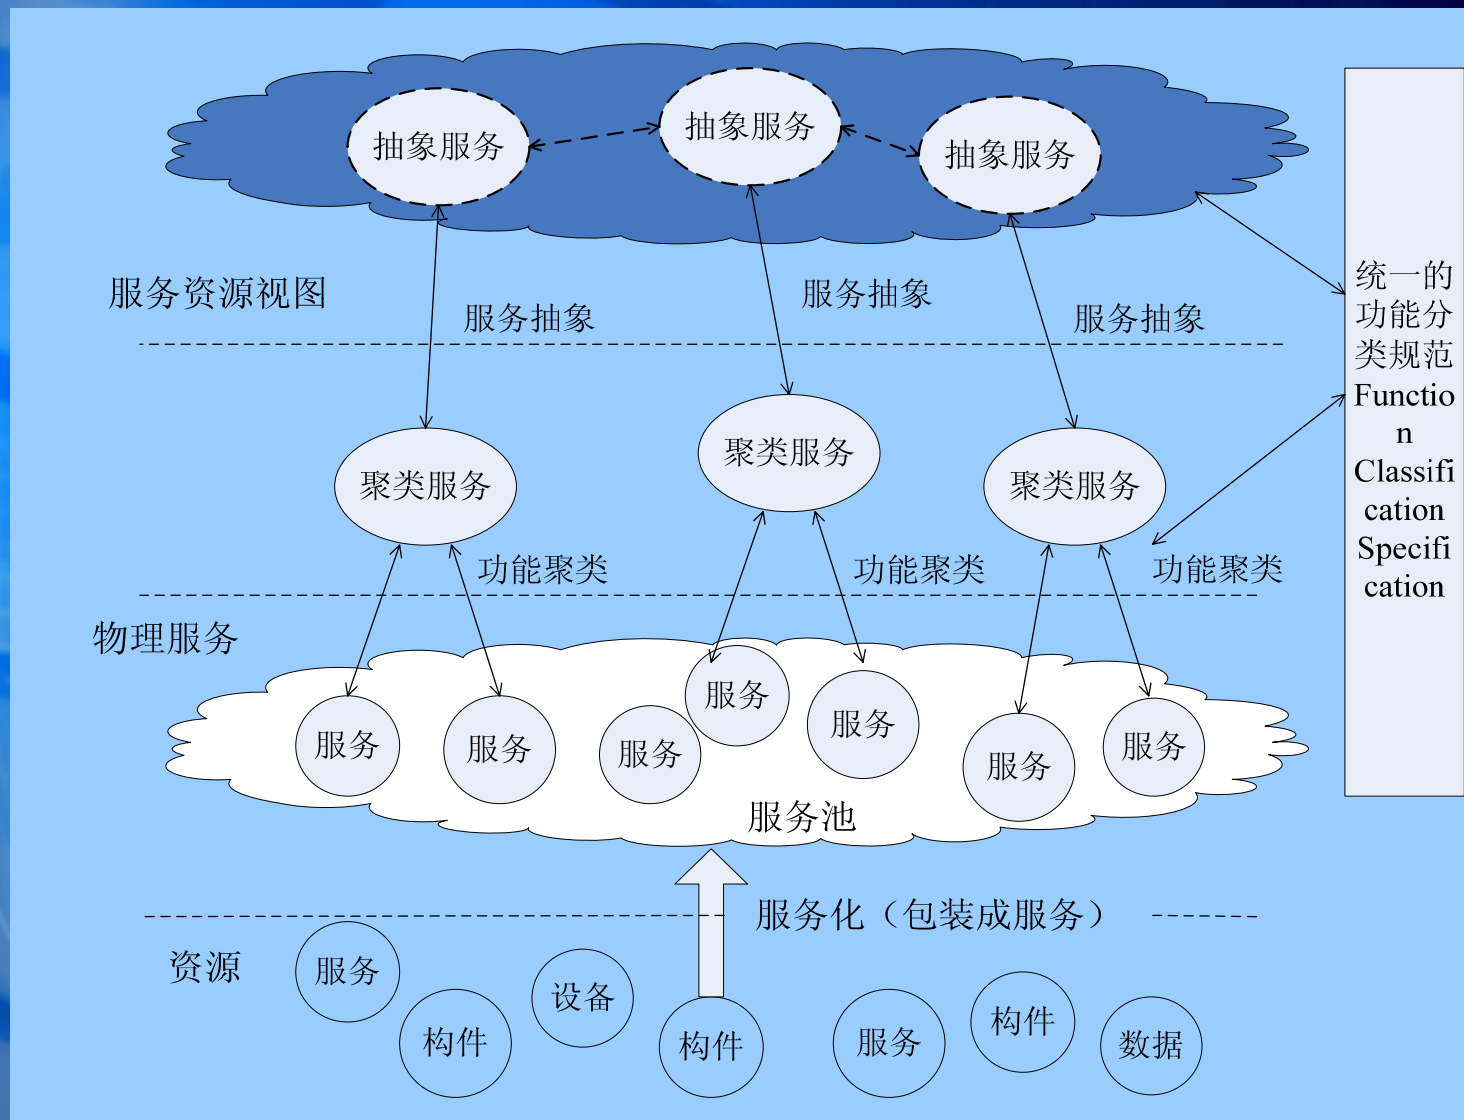 抽象服务
抽象服务
抽象服务
服务资源视图
服务抽象
服务抽象
服务抽象
统一的
功能分
类规范
Functio
n
Classifi
cation
Specifi
cation
聚类服务
聚类服务
聚类服务
功能聚类
功能聚类
功能聚类
物理服务
服务
服务
服务
服务
服务
服务
服务
服务池
服务化（包装成服务）
资源
服务
构件
设备
构件
服务
构件
数据